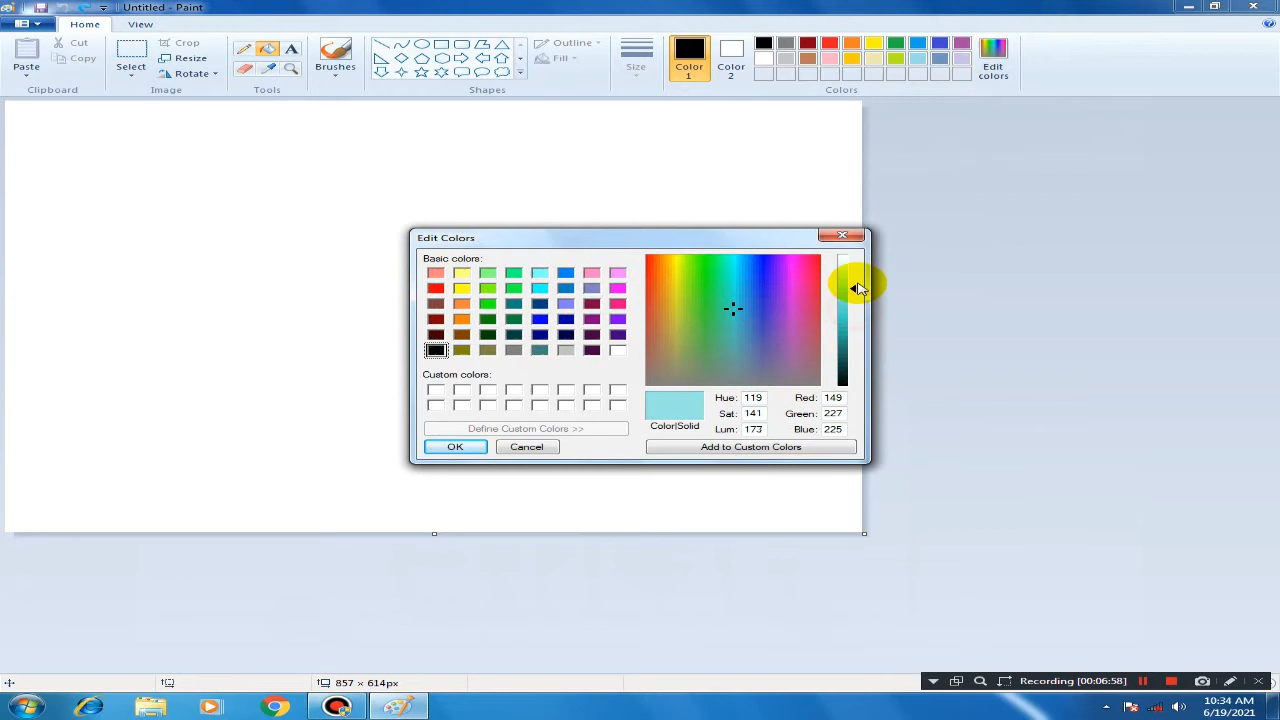 Untitled - Paint
Home
View
Paste
Cut
Copy
Clipboard
Select
Crop
Resize
Rotate
Image
Tools
A
Brushes
Shapes
Outline
Fill
Size
Color
1
Color
2
Colors
Edit
colors
Edit Colors
Basic colors:
Custom colors:
Define Custom Colors >>
OK
Cancel
Color|Solid
Hue: 119
Sat: 141
Lum: 173
Red: 149
Green: 227
Blue: 225
Add to Custom Colors
857 × 614px
Recording [00:06:58]
10:34 AM
6/19/2021